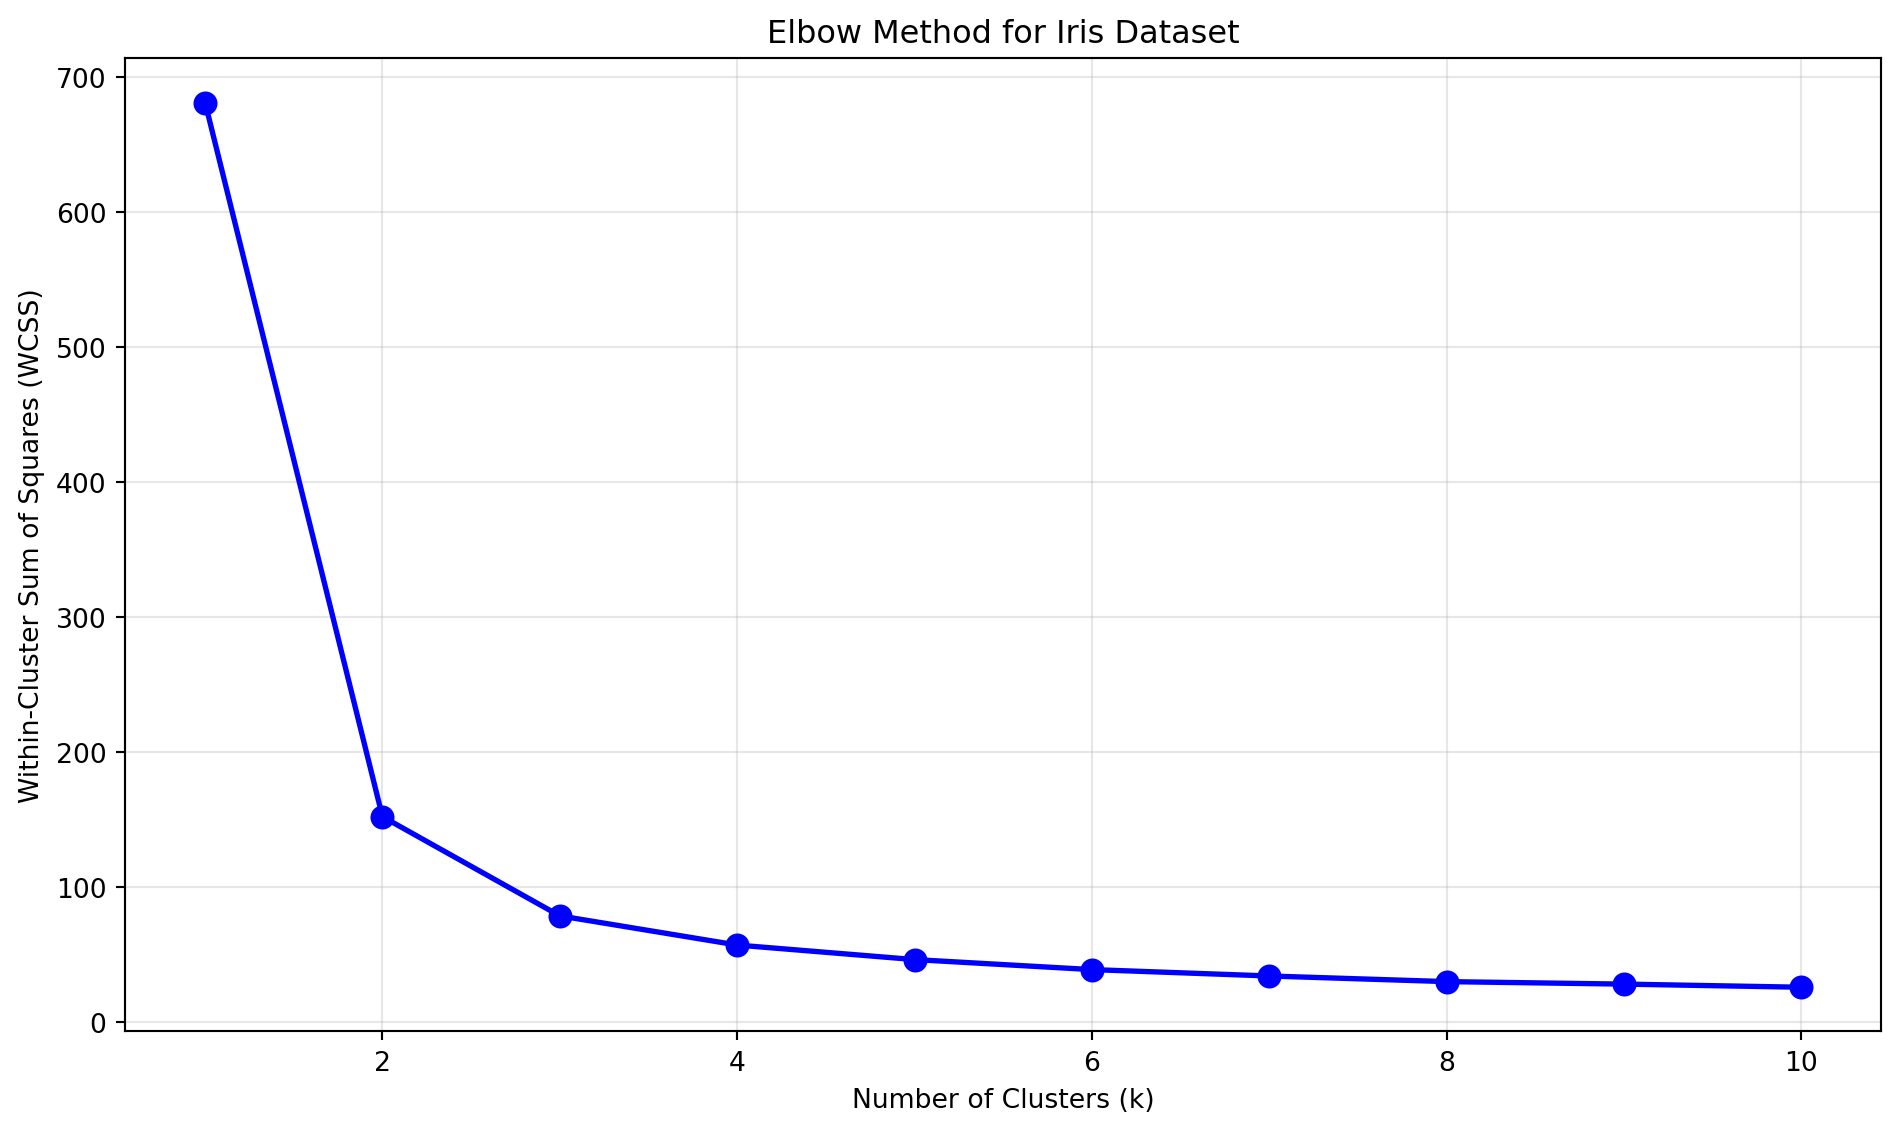 Elbow Method for Iris Dataset
Within-Cluster Sum of Squares (WCSS)
700
600
500
400
300
200
100
0
2 4 6 8 10
Number of Clusters (k)